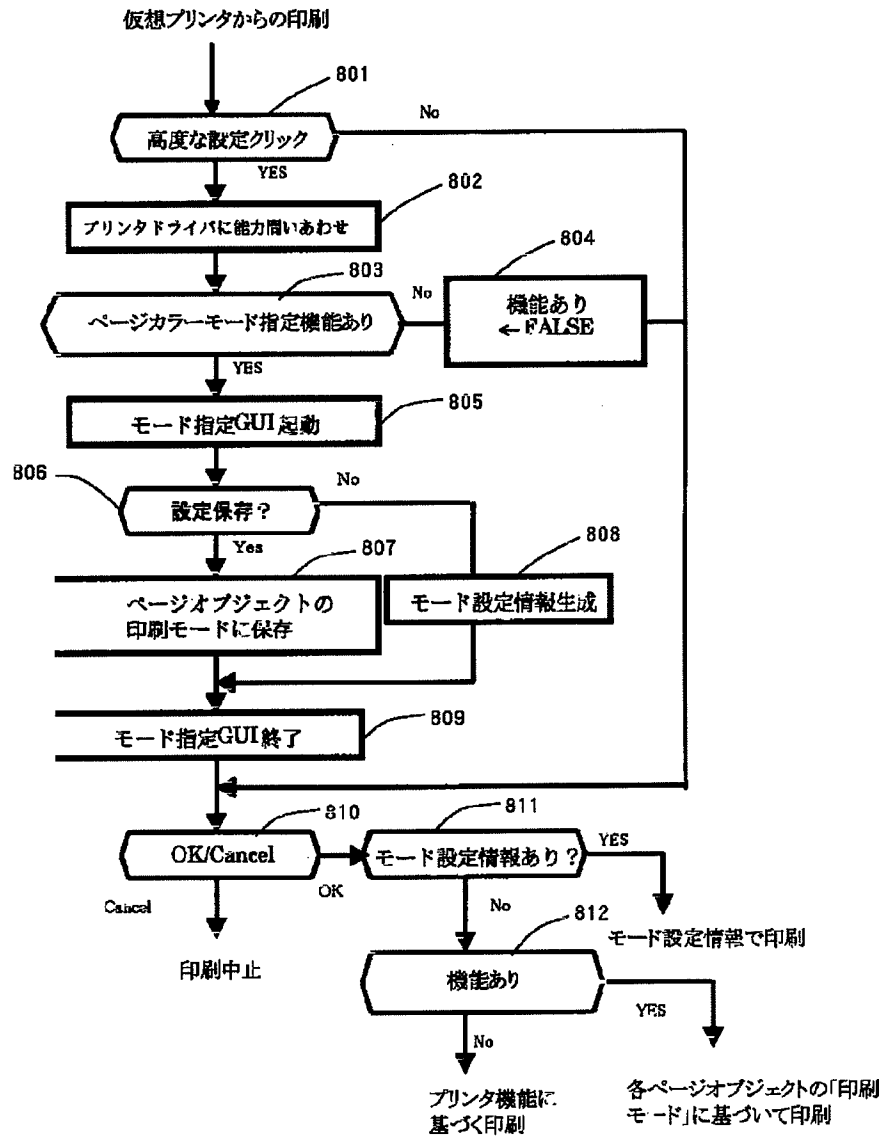 仮想プリンタからの印刷
801
No
高度な設定クリック
YES
802
プリンタドライバに能力問いあわせ
803
804
No
機能あり
←FALSE
ページカラーモード指定機能あり
YES
805
モード指定GUI起動
806
No
設定保存?
Yes
807
808
ページオブジェクトの
印刷モードに保存
モード設定情報生成
809
モード指定GUI終了
810
811
OK/Cancel
モード設定情報あり?
YES
OK
Cancel
No
812
モード設定情報で印刷
印刷中止
機能あり
YES
No
プリンタ機能に
基づく印刷
各ページオブジェクトの「印刷
モード」に基づいて印刷